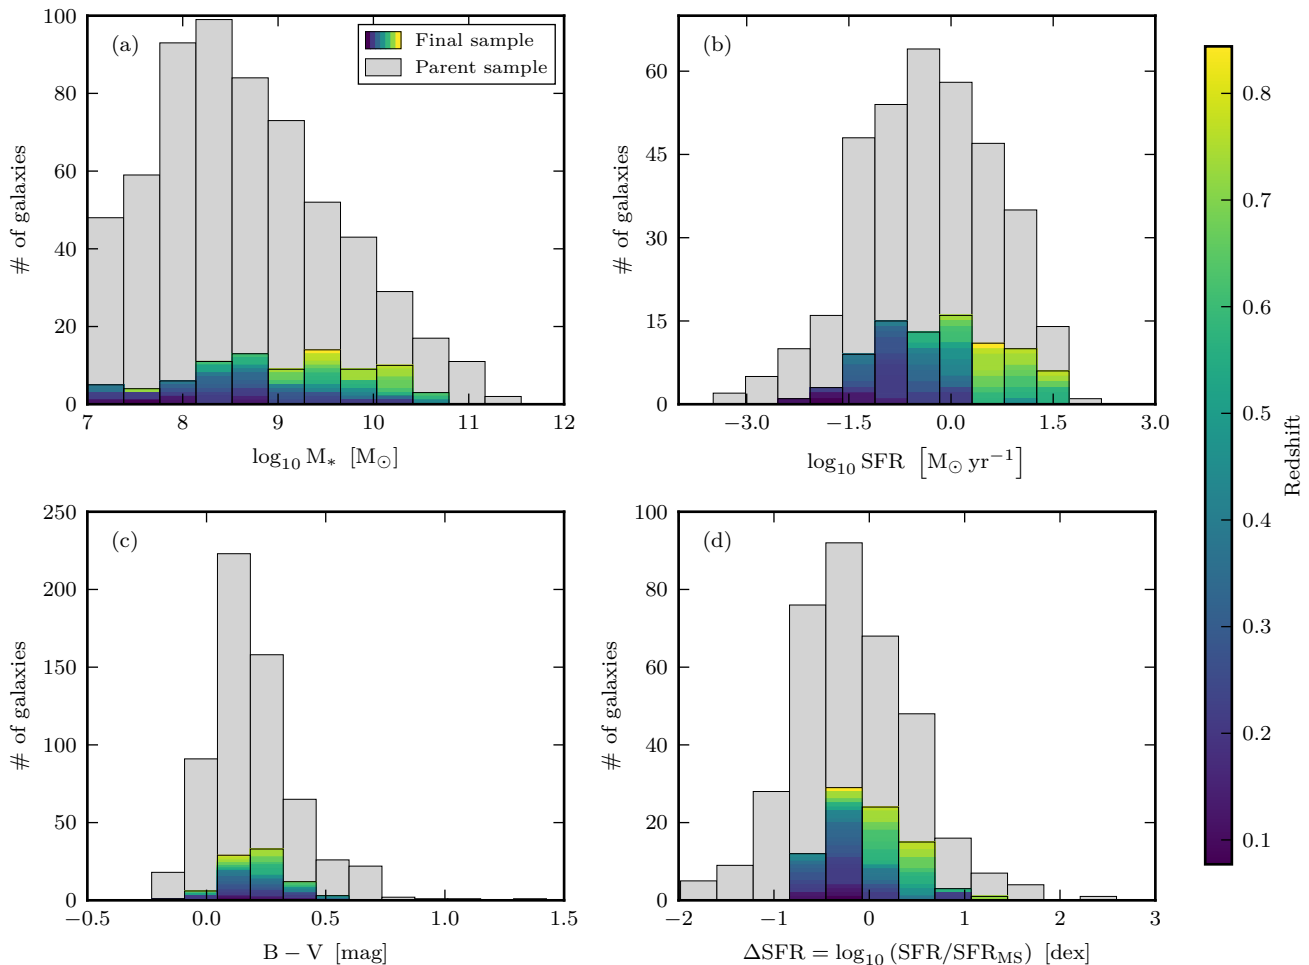 (a)
Final sample
Parent sample
# of galaxies
100
80
60
40
20
0
7 8 9 10 11 12
log₁₀ M∗ [M⊙]
(b)
# of galaxies
60
45
30
15
0
−3.0 −1.5 0.0 1.5 3.0
log₁₀ SFR [M⊙ yr⁻¹]
(c)
# of galaxies
250
200
150
100
50
0
−0.5 0.0 0.5 1.0 1.5
B − V [mag]
(d)
# of galaxies
100
80
60
40
20
0
−2 −1 0 1 2 3
ΔSFR = log₁₀ (SFR/SFR_MS) [dex]
0.8
0.7
0.6
0.5
0.4
0.3
0.2
0.1
Redshift